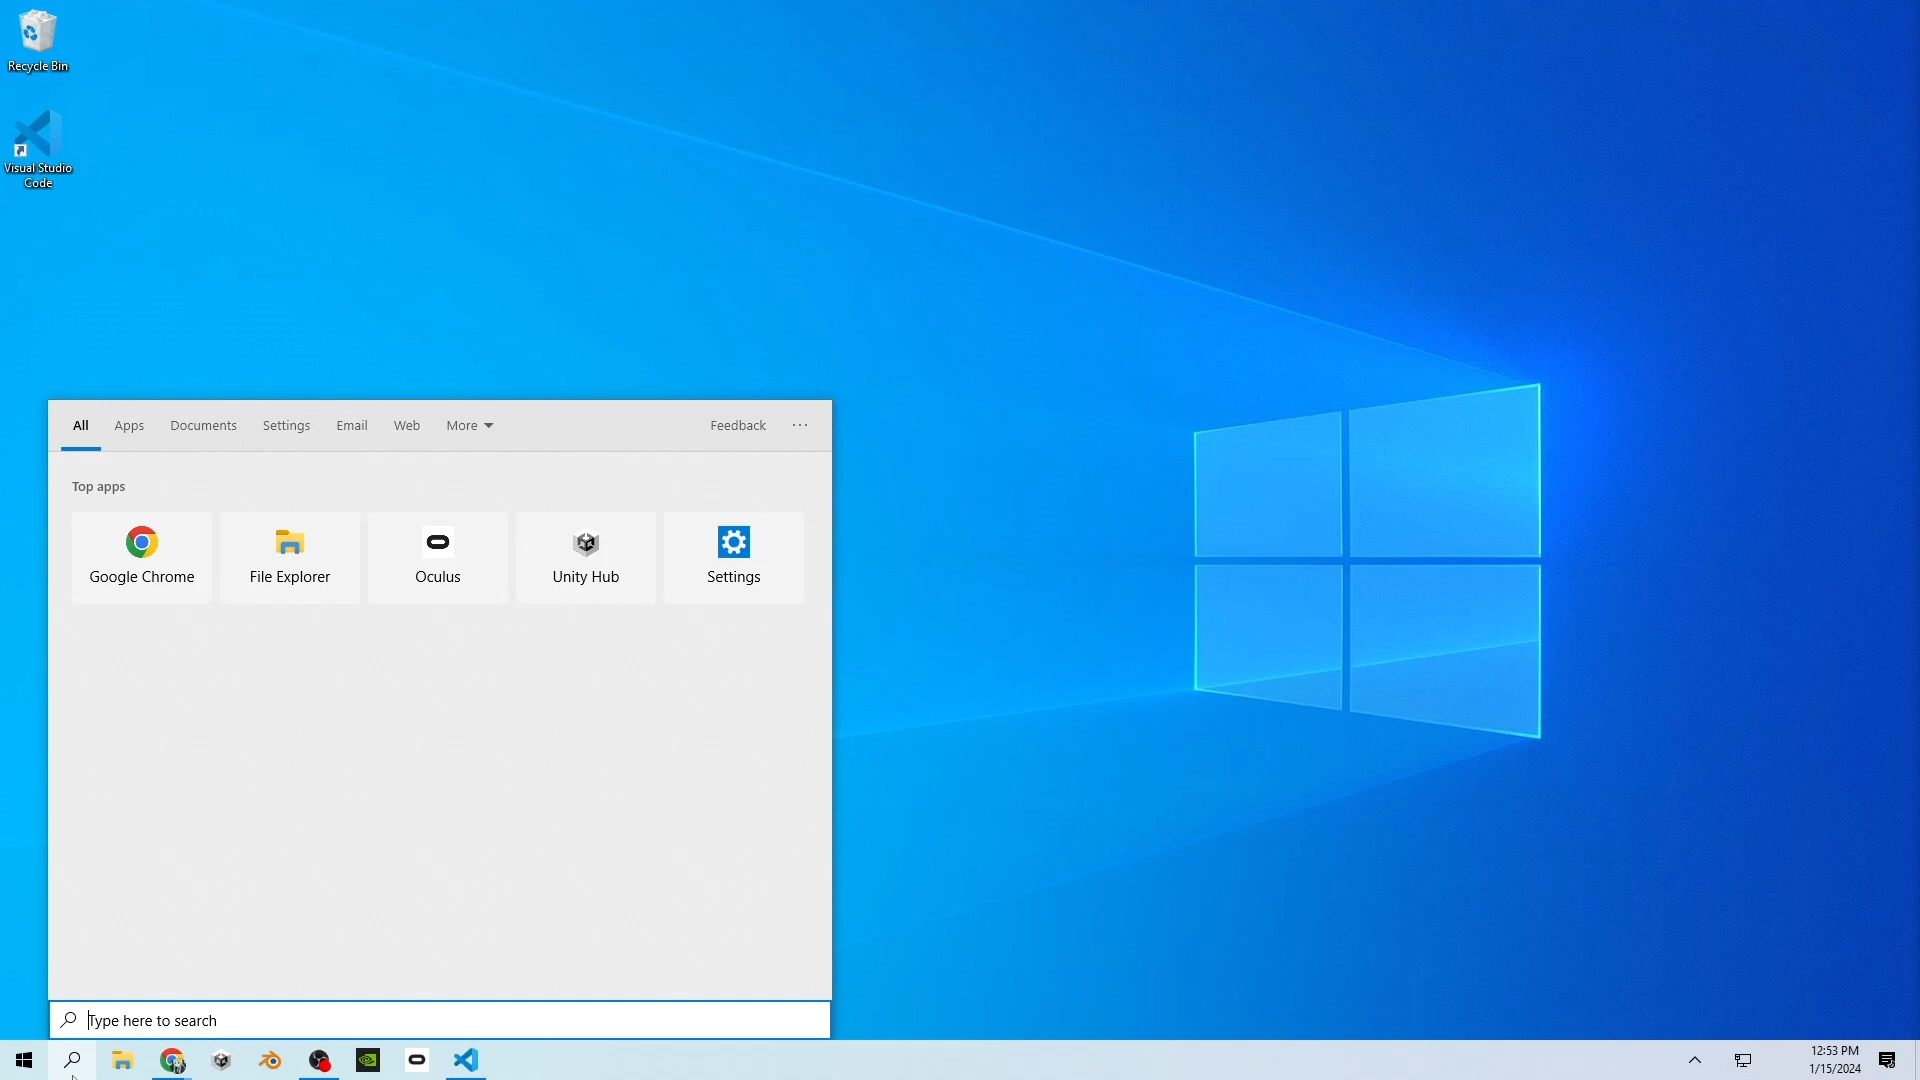 Recycle Bin
Visual Studio
Code
All Apps Documents Settings Email Web More Feedback ...
Top apps
Google Chrome File Explorer Oculus Unity Hub Settings
Type here to search
12:53 PM
1/15/2024